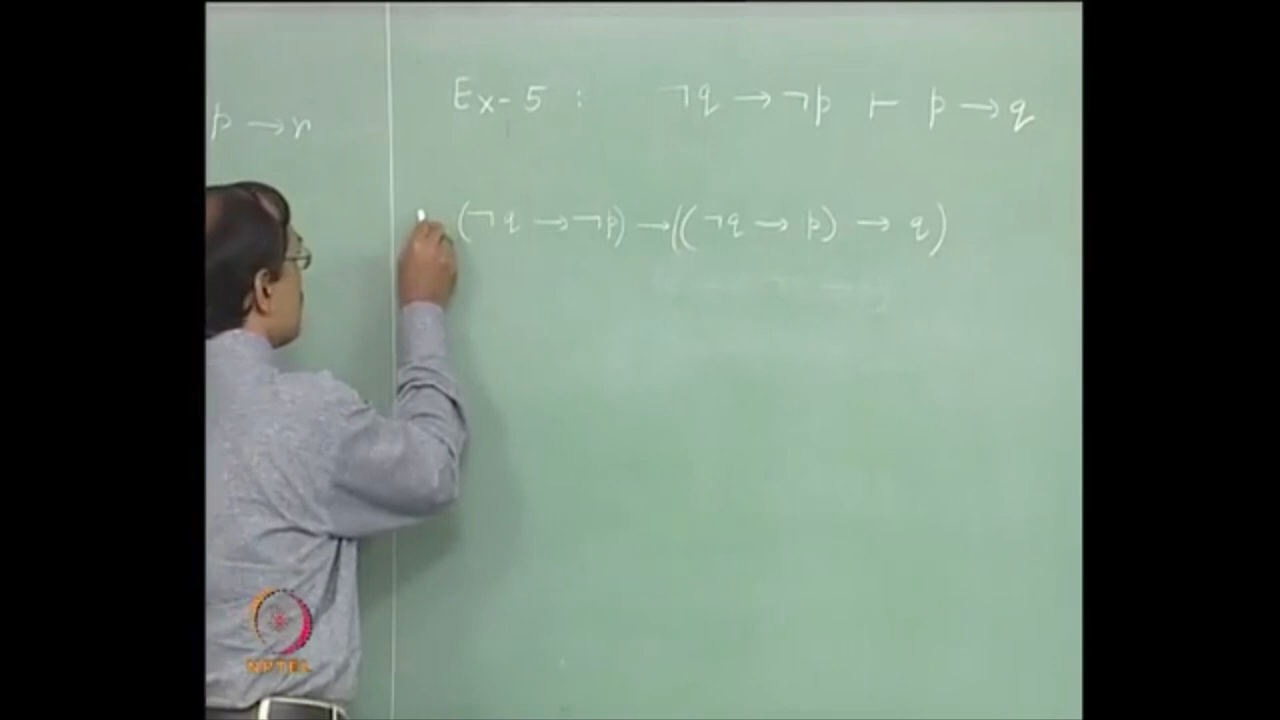 p → r
Ex-5 : ¬q → ¬p ⊢ p → q
(¬q → ¬p) → ((¬q → p) → q)
NPTEL